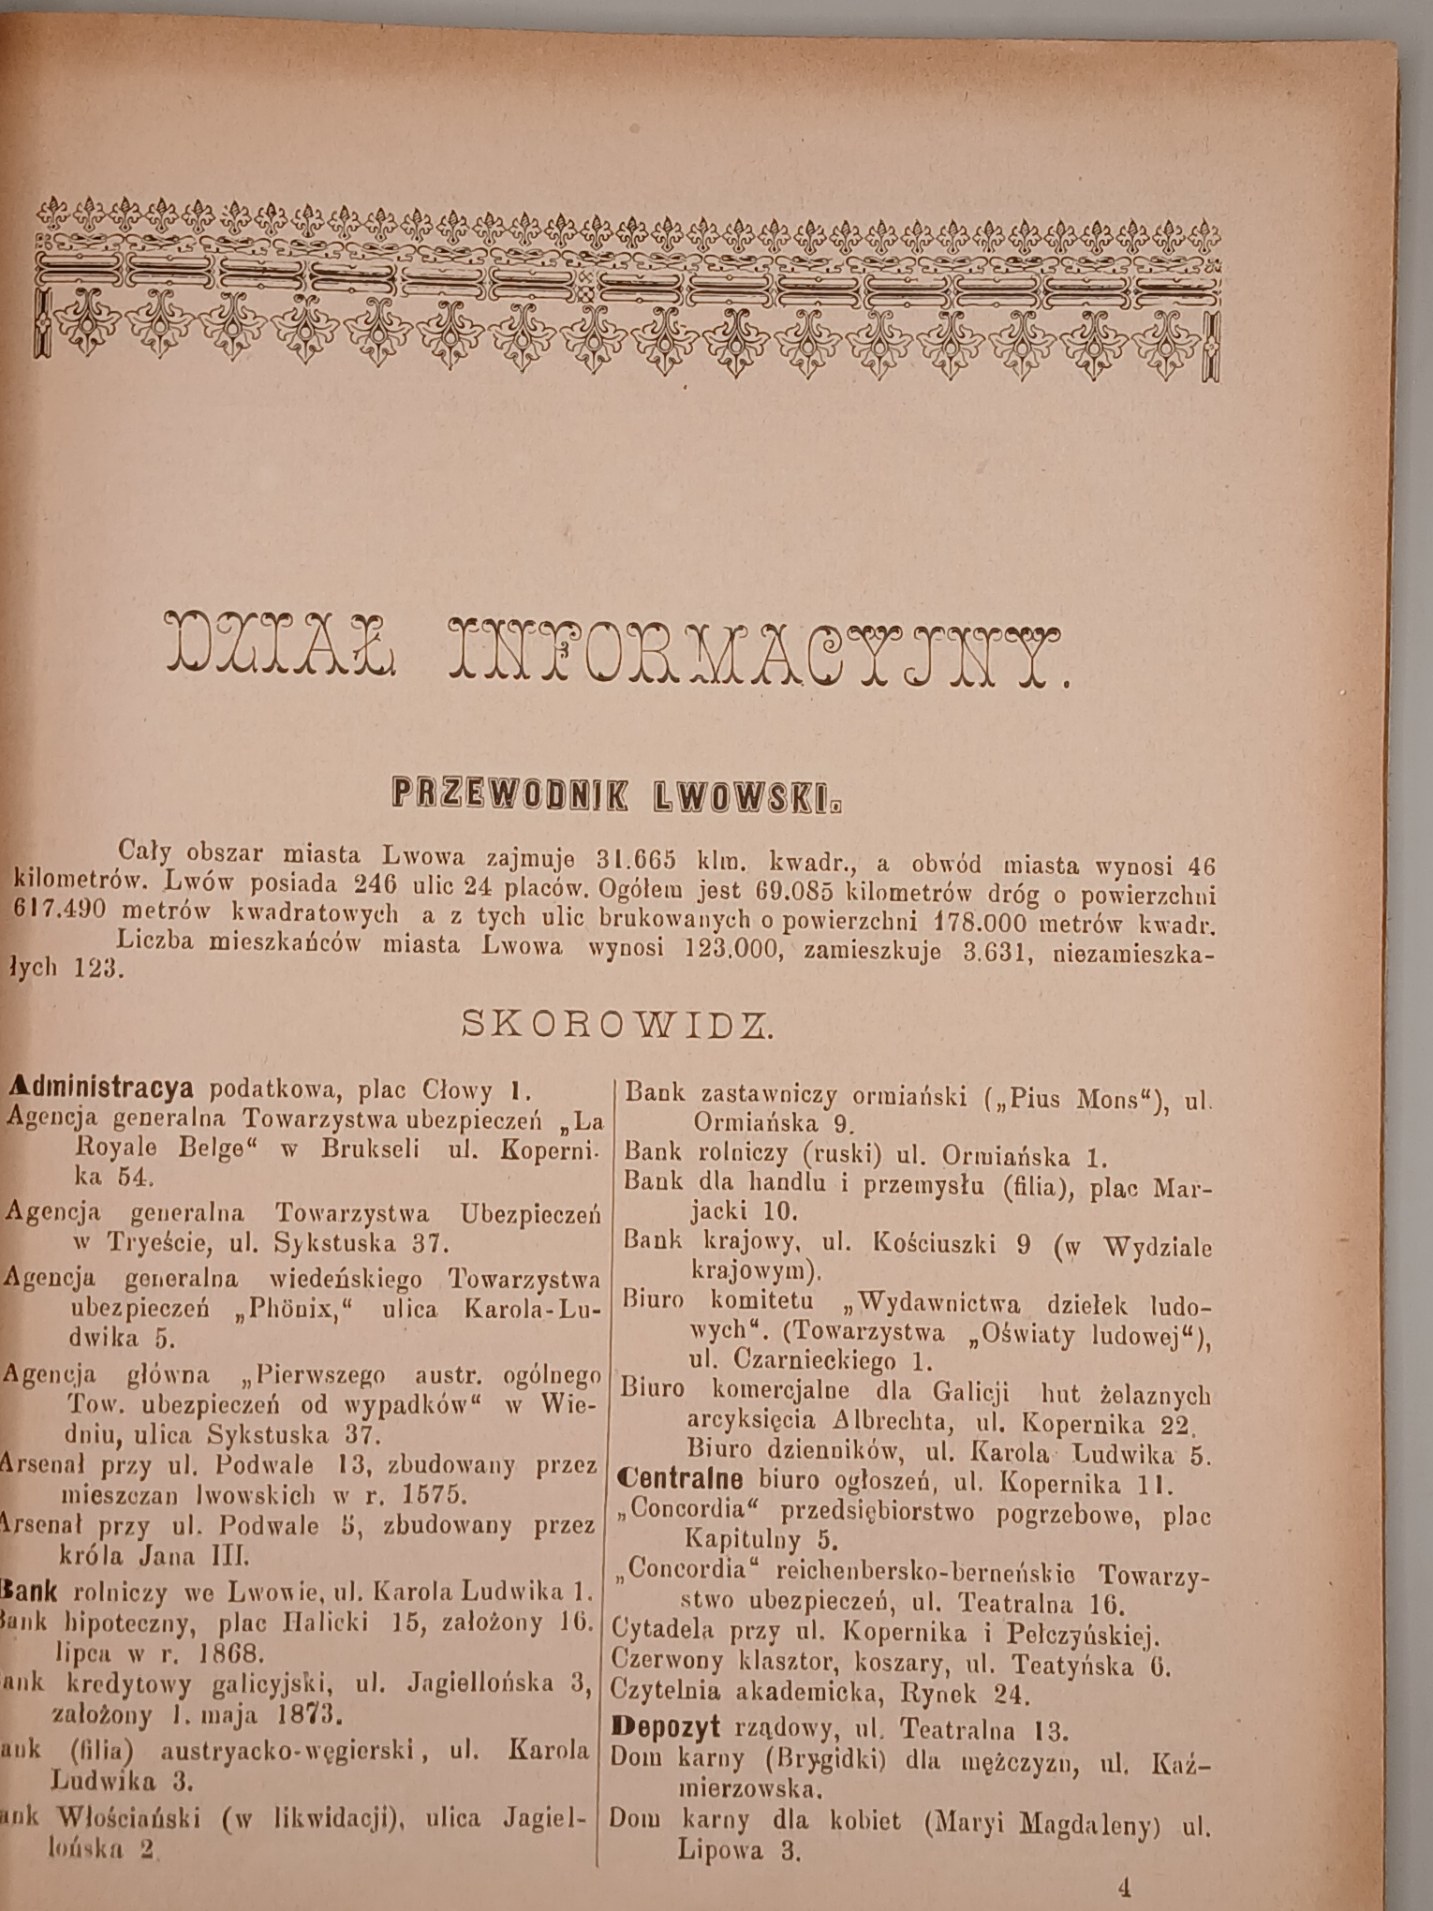 DZIAŁ INFORMACYJNY.
PRZEWODNIK LWOWSKI.
Cały obszar miasta Lwowa zajmuje 31.665 klm. kwadr., a obwód miasta wynosi 46
kilometrów. Lwów posiada 246 ulic 24 placów. Ogółem jest 69.085 kilometrów dróg o powierzchni
617.490 metrów kwadratowych a z tych ulic brukowanych o powierzchni 178.000 metrów kwadr.
Liczba mieszkańców miasta Lwowa wynosi 123.000, zamieszkuje 3.631, niezamieszka-
łych 123.
SKOROWIDZ.
Administracya podatkowa, plac Cłowy 1.
Agencja generalna Towarzystwa ubezpieczeń „La
Royale Belge“ w Brukseli ul. Koperni-
ka 54.
Agencja generalna Towarzystwa Ubezpieczeń
w Tryeście, ul. Sykstuska 37.
Agencja generalna wiedeńskiego Towarzystwa
ubezpieczeń „Phönix,“ ulica Karola-Lu-
dwika 5.
Agencja główna „Pierwszego austr. ogólnego
Tow. ubezpieczeń od wypadków“ w Wie-
dniu, ulica Sykstuska 37.
Arsenał przy ul. Podwale 13, zbudowany przez
mieszczan lwowskich w r. 1575.
Arsenał przy ul. Podwale 5, zbudowany przez
króla Jana III.
Bank rolniczy we Lwowie, ul. Karola Ludwika 1.
Bank hipoteczny, plac Halicki 15, założony 16.
lipca w r. 1868.
ank kredytowy galicyjski, ul. Jagiellońska 3,
założony 1. maja 1873.
ank (filia) austryacko-węgierski, ul. Karola
Ludwika 3.
ank Włościański (w likwidacji), ulica Jagiel-
lońska 2
Bank zastawniczy ormiański („Pius Mons“), ul.
Ormiańska 9.
Bank rolniczy (ruski) ul. Ormiańska 1.
Bank dla handlu i przemysłu (filia), plac Mar-
jacki 10.
Bank krajowy, ul. Kościuszki 9 (w Wydziale
krajowym).
Biuro komitetu „Wydawnictwa dziełek ludo-
wych“. (Towarzystwa „Oświaty ludowej“),
ul. Czarnieckiego 1.
Biuro komercjalne dla Galicji hut żelaznych
arcyksięcia Albrechta, ul. Kopernika 22.
Biuro dzienników, ul. Karola Ludwika 5.
Centralne biuro ogłoszeń, ul. Kopernika 11.
„Concordia“ przedsiębiorstwo pogrzebowe, plac
Kapitulny 5.
„Concordia“ reichenbersko-berneńskie Towarzy-
stwo ubezpieczeń, ul. Teatralna 16.
Cytadela przy ul. Kopernika i Pełczyńskiej.
Czerwony klasztor, koszary, ul. Teatyńska 6.
Czytelnia akademicka, Rynek 24.
Depozyt rządowy, ul. Teatralna 13.
Dom karny (Brygidki) dla mężczyzn, ul. Kaź-
mierzowska.
Dom karny dla kobiet (Maryi Magdaleny) ul.
Lipowa 3.
4